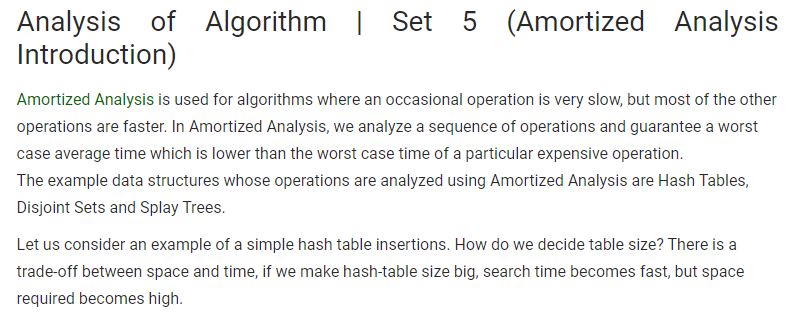 Analysis of Algorithm | Set 5 (Amortized Analysis
Introduction)
Amortized Analysis is used for algorithms where an occasional operation is very slow, but most of the other
operations are faster. In Amortized Analysis, we analyze a sequence of operations and guarantee a worst
case average time which is lower than the worst case time of a particular expensive operation.
The example data structures whose operations are analyzed using Amortized Analysis are Hash Tables,
Disjoint Sets and Splay Trees.
Let us consider an example of a simple hash table insertions. How do we decide table size? There is a
trade-off between space and time, if we make hash-table size big, search time becomes fast, but space
required becomes high.